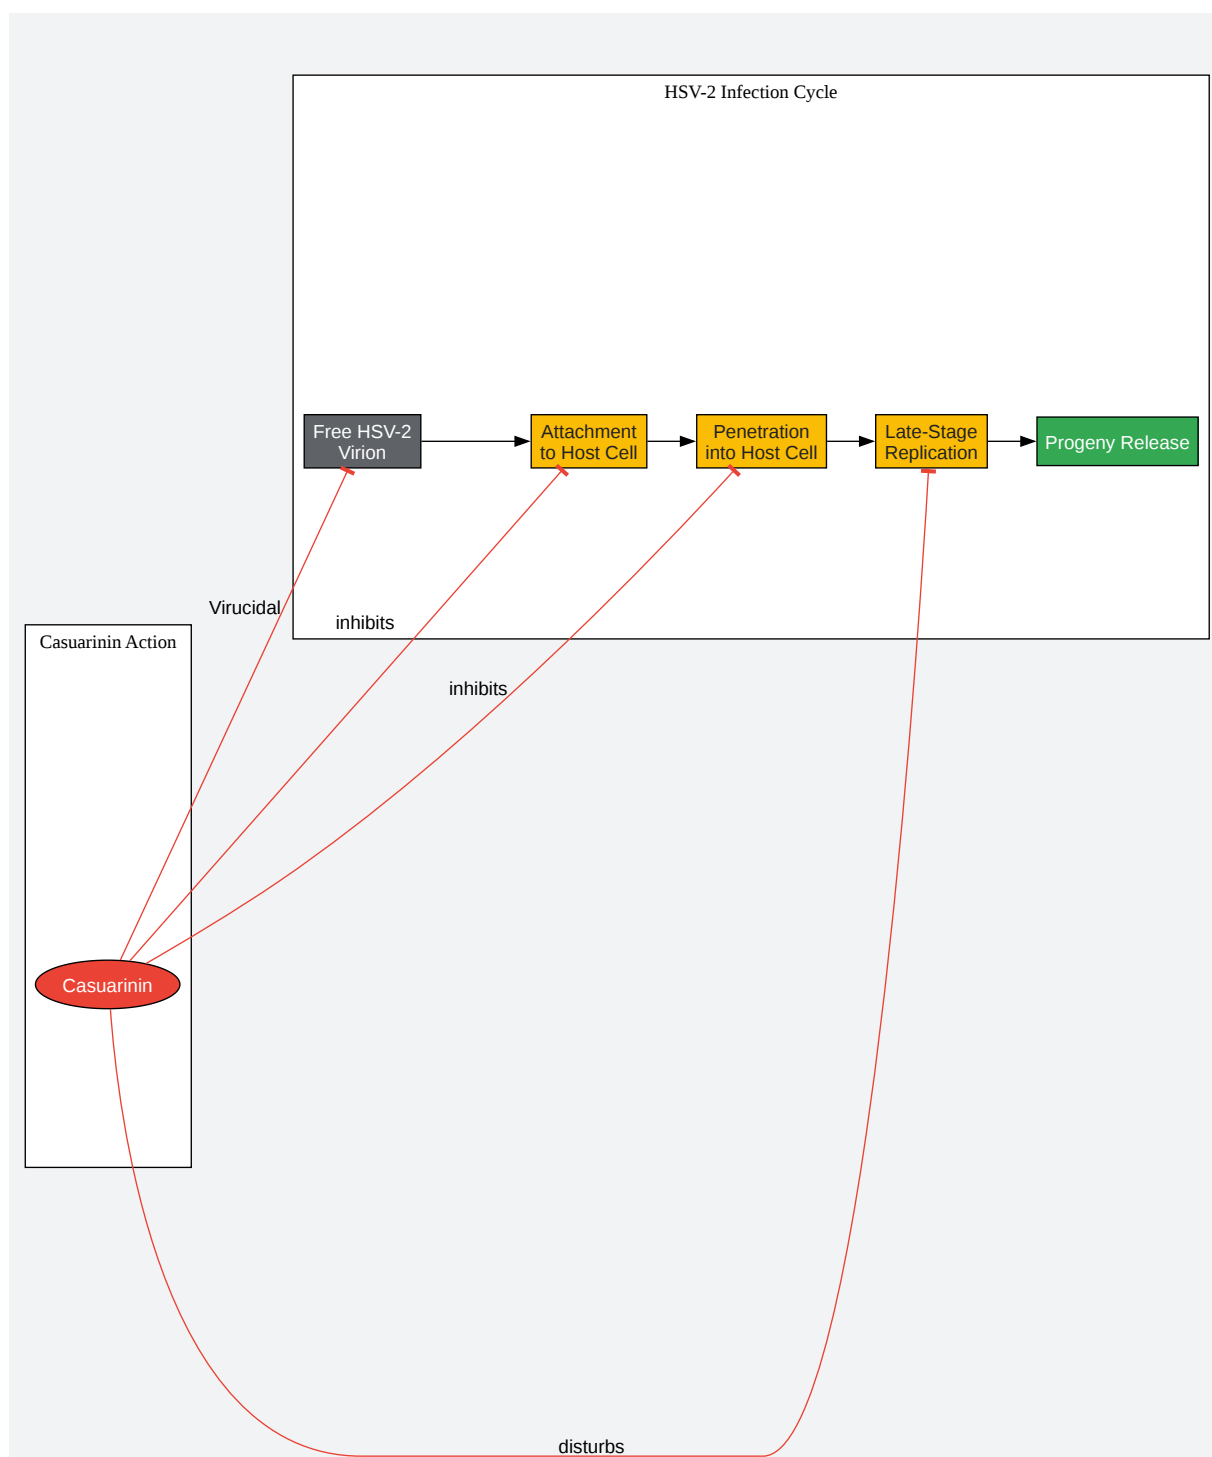 HSV-2 Infection Cycle
Free HSV-2
Virion
Attachment
to Host Cell
Penetration
into Host Cell
Late-Stage
Replication
Progeny Release
Virucidal
inhibits
inhibits
Casuarinin Action
Casuarinin
disturbs